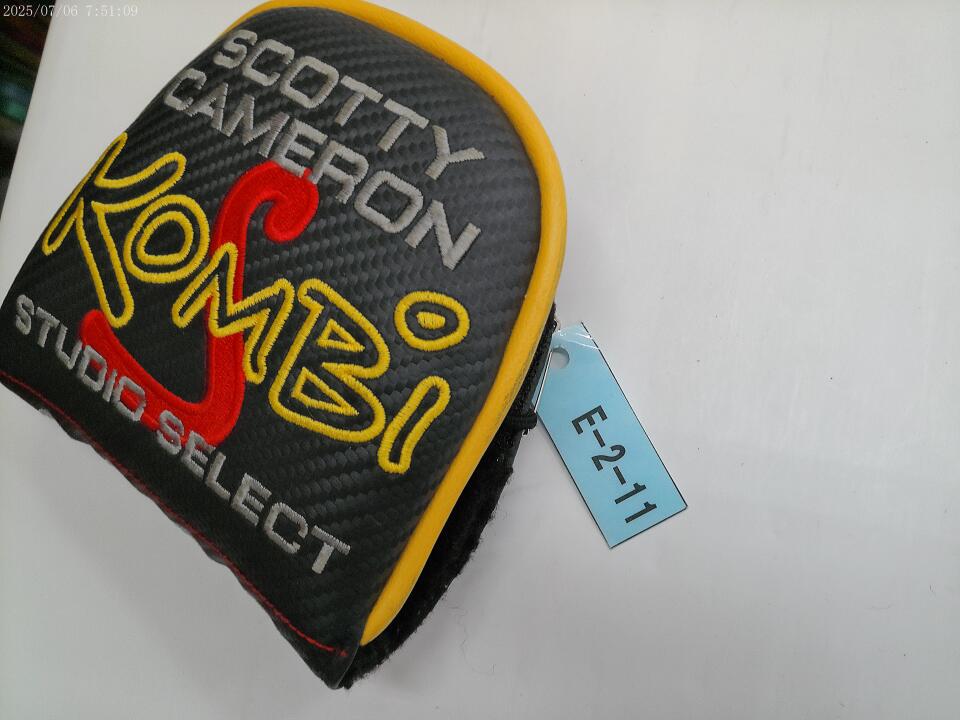 2025/07/06 7:51:09
SCOTTY
CAMERON
KOMBi
STUDIO SELECT
E-2-11